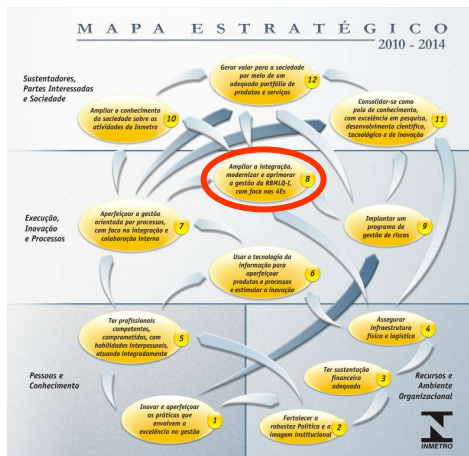 MAPA ESTRATÉGICO
2010 - 2014
Sustentadores,
Partes Interessadas
e Sociedade
Gerar valor para a sociedade
por meio de um
adequado portfólio de
produtos e serviços
12
Ampliar o conhecimento
da sociedade sobre as
atividades do Inmetro
10
Consolidar-se como
polo de conhecimento,
com excelência em pesquisa,
desenvolvimento científico,
tecnológico e de inovação
11
Ampliar a integração,
modernizar e aprimorar
a gestão da RBMLQ-I,
com foco nos 4Es
8
Execução,
Inovação
e Processos
Aperfeiçoar a gestão
orientada por processos,
com foco na integração e
colaboração interna
7
Implantar um
programa de
gestão de riscos
9
Usar a tecnologia da
informação para
aperfeiçoar
produtos e processos
e estimular a inovação
6
Ter profissionais
competentes,
comprometidos, com
habilidades interpessoais,
atuando integradamente
5
Assegurar
infraestrutura
física e logística
4
Pessoas e
Conhecimento
Ter sustentação
financeira
adequada
3
Recursos e
Ambiente
Organizacional
Inovar e aperfeiçoar
as práticas que
envolvem a
excelência na gestão
1
Fortalecer a
robustez Política e a
imagem institucional
2
INMETRO